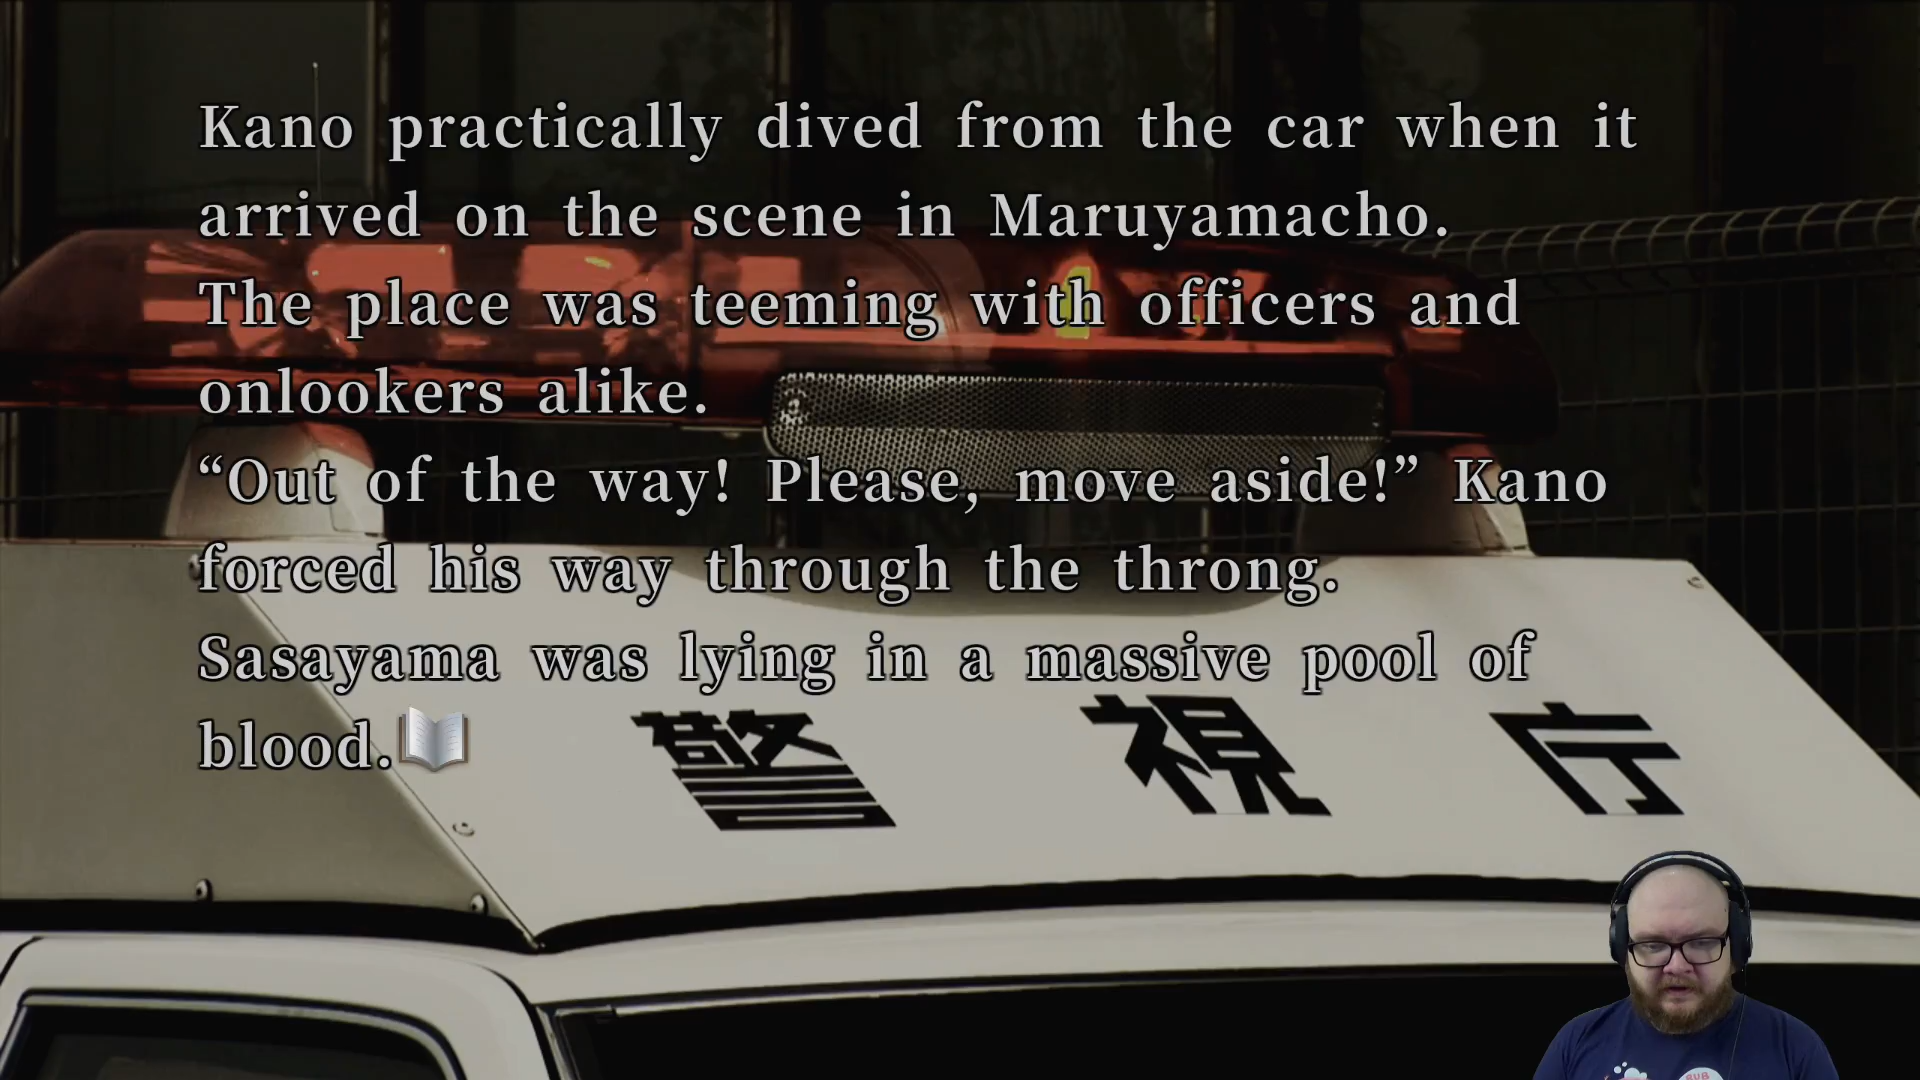 Kano practically dived from the car when it
arrived on the scene in Maruyamacho.
The place was teeming with officers and
onlookers alike.
“Out of the way! Please, move aside!” Kano
forced his way through the throng.
Sasayama was lying in a massive pool of
blood.
警視庁